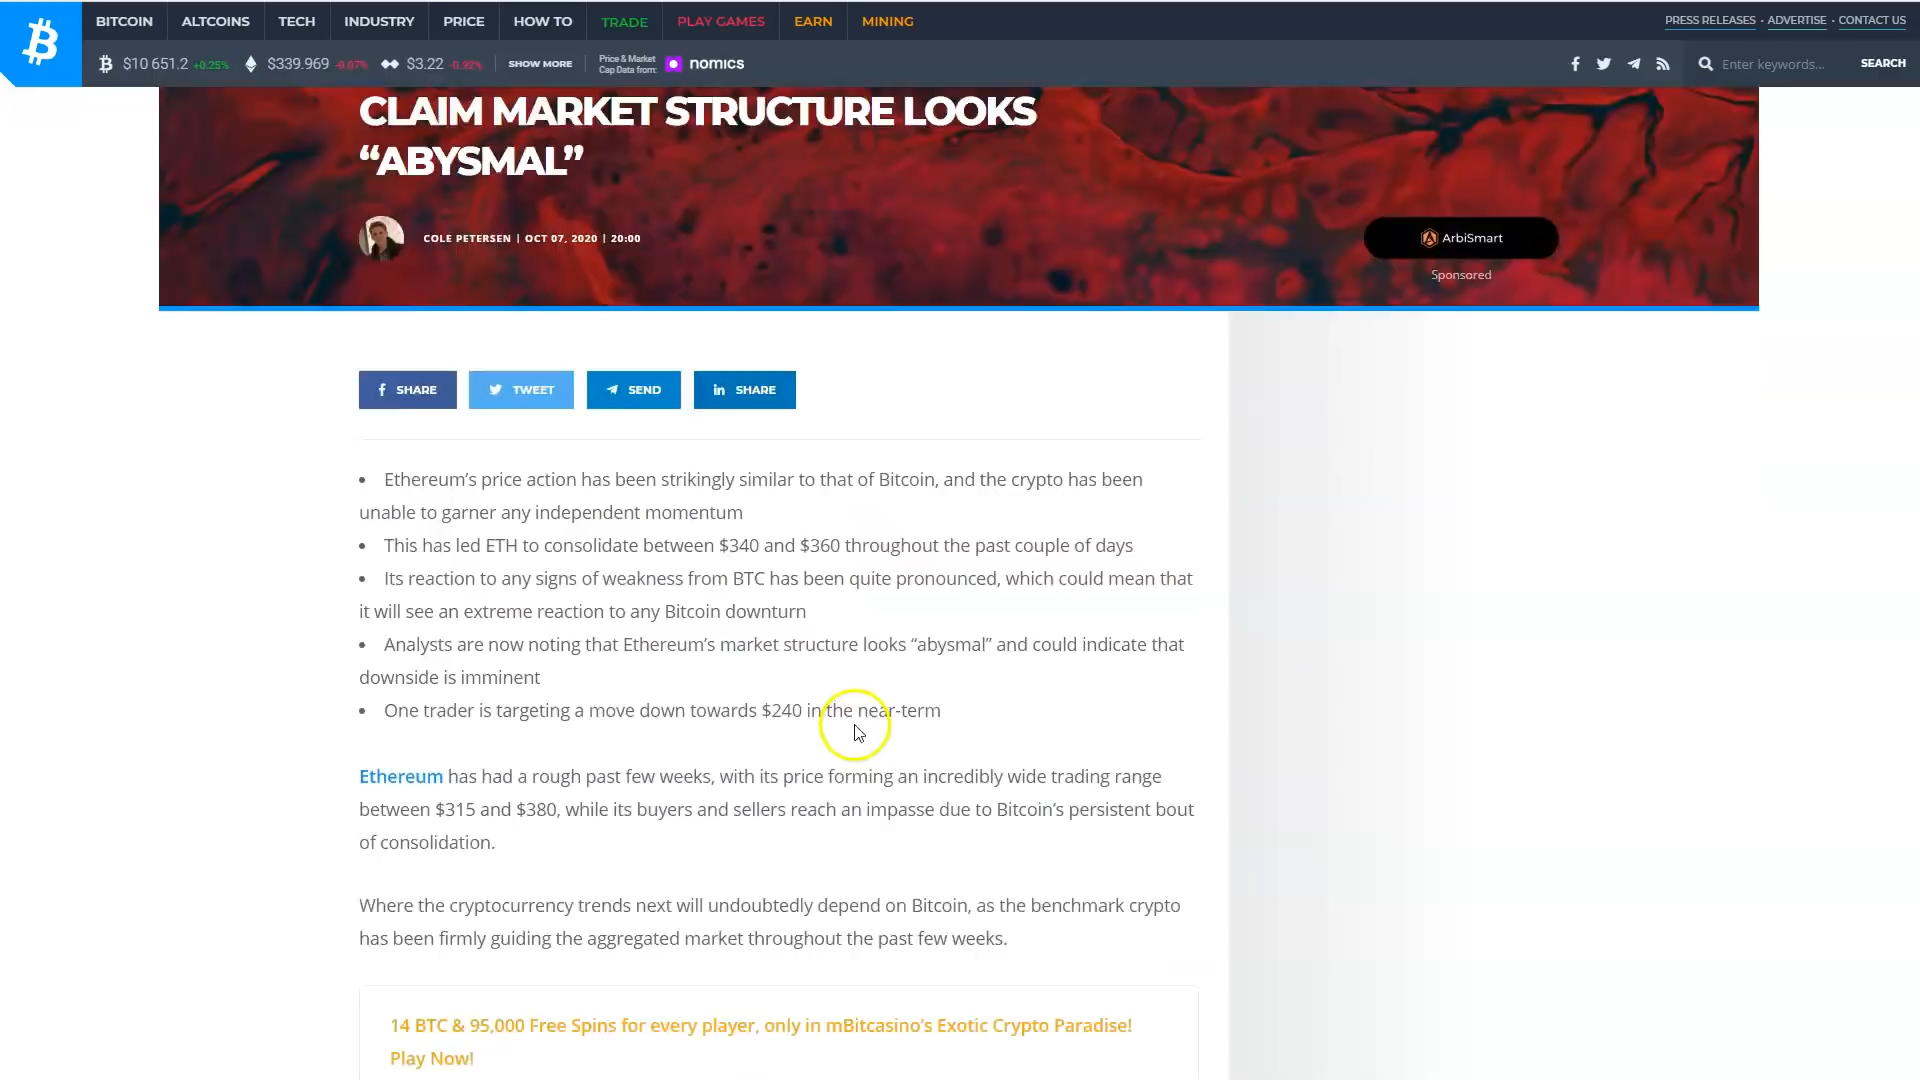 BITCOIN ALTCOINS TECH INDUSTRY PRICE HOW TO TRADE PLAY GAMES EARN MINING PRESS RELEASES · ADVERTISE · CONTACT US
$10 651.2 +0.25% $339.969 -0.07% $3.22 -0.32% SHOW MORE Price & Market Cap Data from: nomics Enter keywords... SEARCH
CLAIM MARKET STRUCTURE LOOKS
“ABYSMAL”
COLE PETERSEN | OCT 07, 2020 | 20:00
ArbiSmart
Sponsored
SHARE TWEET SEND SHARE
• Ethereum’s price action has been strikingly similar to that of Bitcoin, and the crypto has been
unable to garner any independent momentum
• This has led ETH to consolidate between $340 and $360 throughout the past couple of days
• Its reaction to any signs of weakness from BTC has been quite pronounced, which could mean that
it will see an extreme reaction to any Bitcoin downturn
• Analysts are now noting that Ethereum’s market structure looks “abysmal” and could indicate that
downside is imminent
• One trader is targeting a move down towards $240 in the near-term
Ethereum has had a rough past few weeks, with its price forming an incredibly wide trading range
between $315 and $380, while its buyers and sellers reach an impasse due to Bitcoin’s persistent bout
of consolidation.
Where the cryptocurrency trends next will undoubtedly depend on Bitcoin, as the benchmark crypto
has been firmly guiding the aggregated market throughout the past few weeks.
14 BTC & 95,000 Free Spins for every player, only in mBitcasino’s Exotic Crypto Paradise!
Play Now!